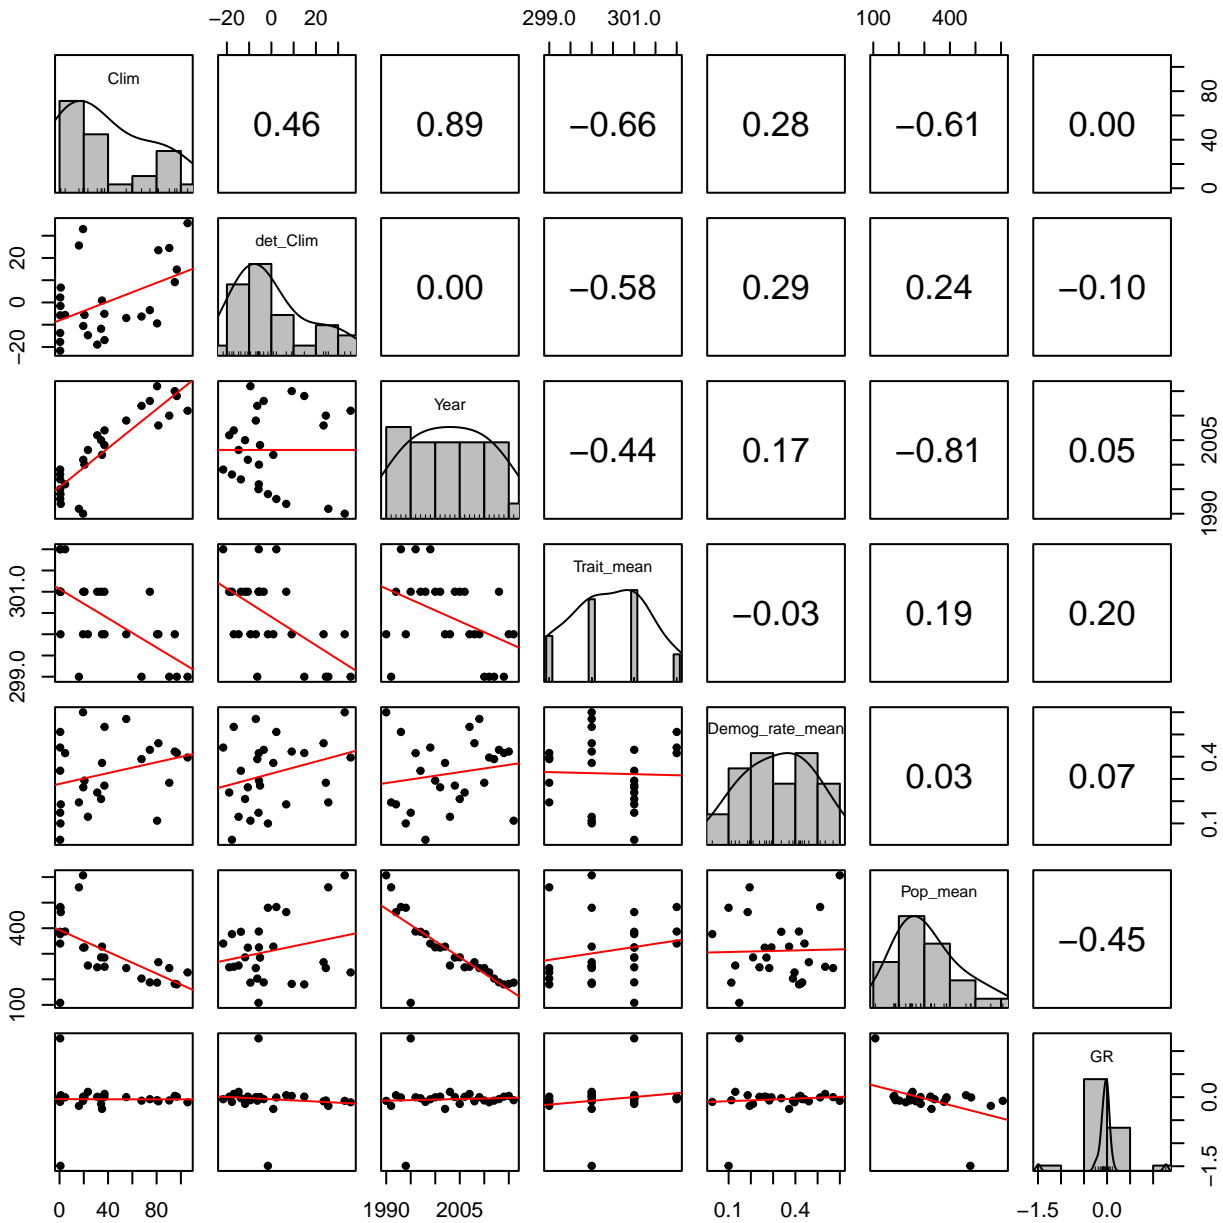 −20 0 20 299.0 301.0 100 400
Clim 0.46 0.89 −0.66 0.28 −0.61 0.00 0 40 80
−20 0 20 det_Clim 0.00 −0.58 0.29 0.24 −0.10
Year −0.44 0.17 −0.81 0.05 1990 2005
299.0 301.0 Trait_mean −0.03 0.19 0.20
Demog_rate_mean 0.03 0.07 0.1 0.4
100 400 Pop_mean −0.45
GR −1.5 0.0
0 40 80 1990 2005 0.1 0.4 −1.5 0.0